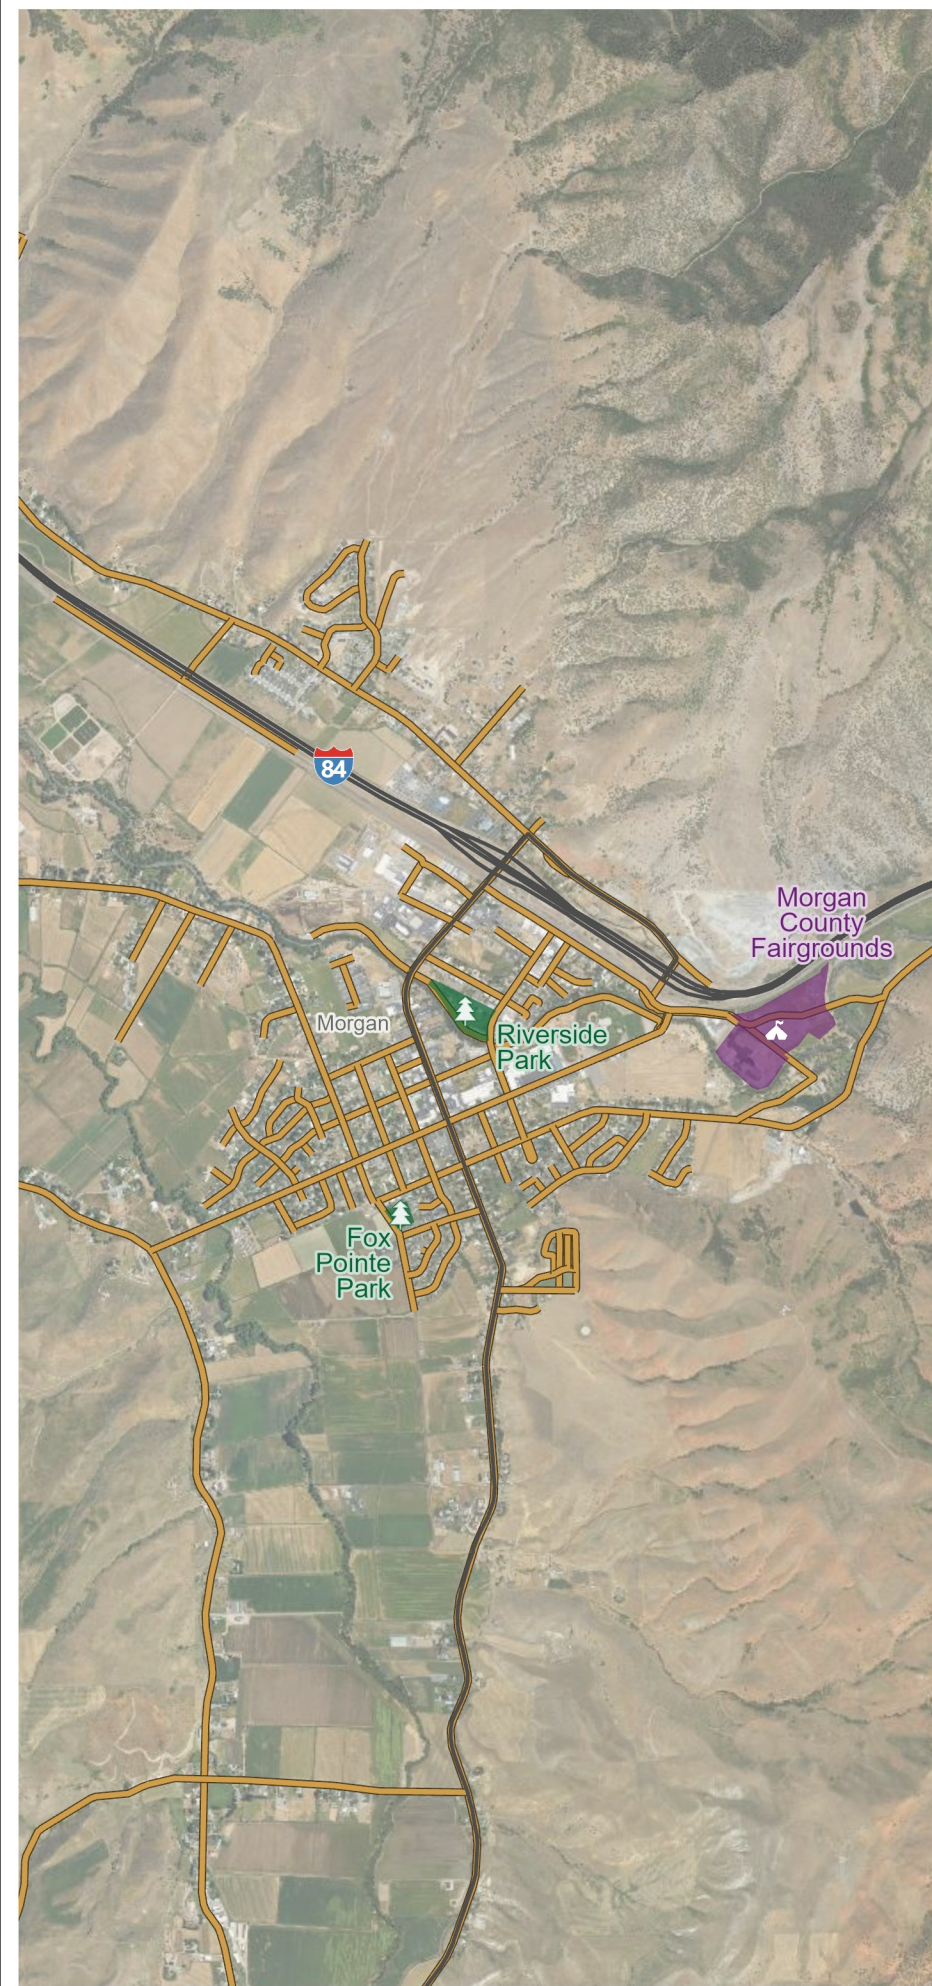 84
Morgan
County
Fairgrounds
Morgan
Riverside
Park
Fox
Pointe
Park